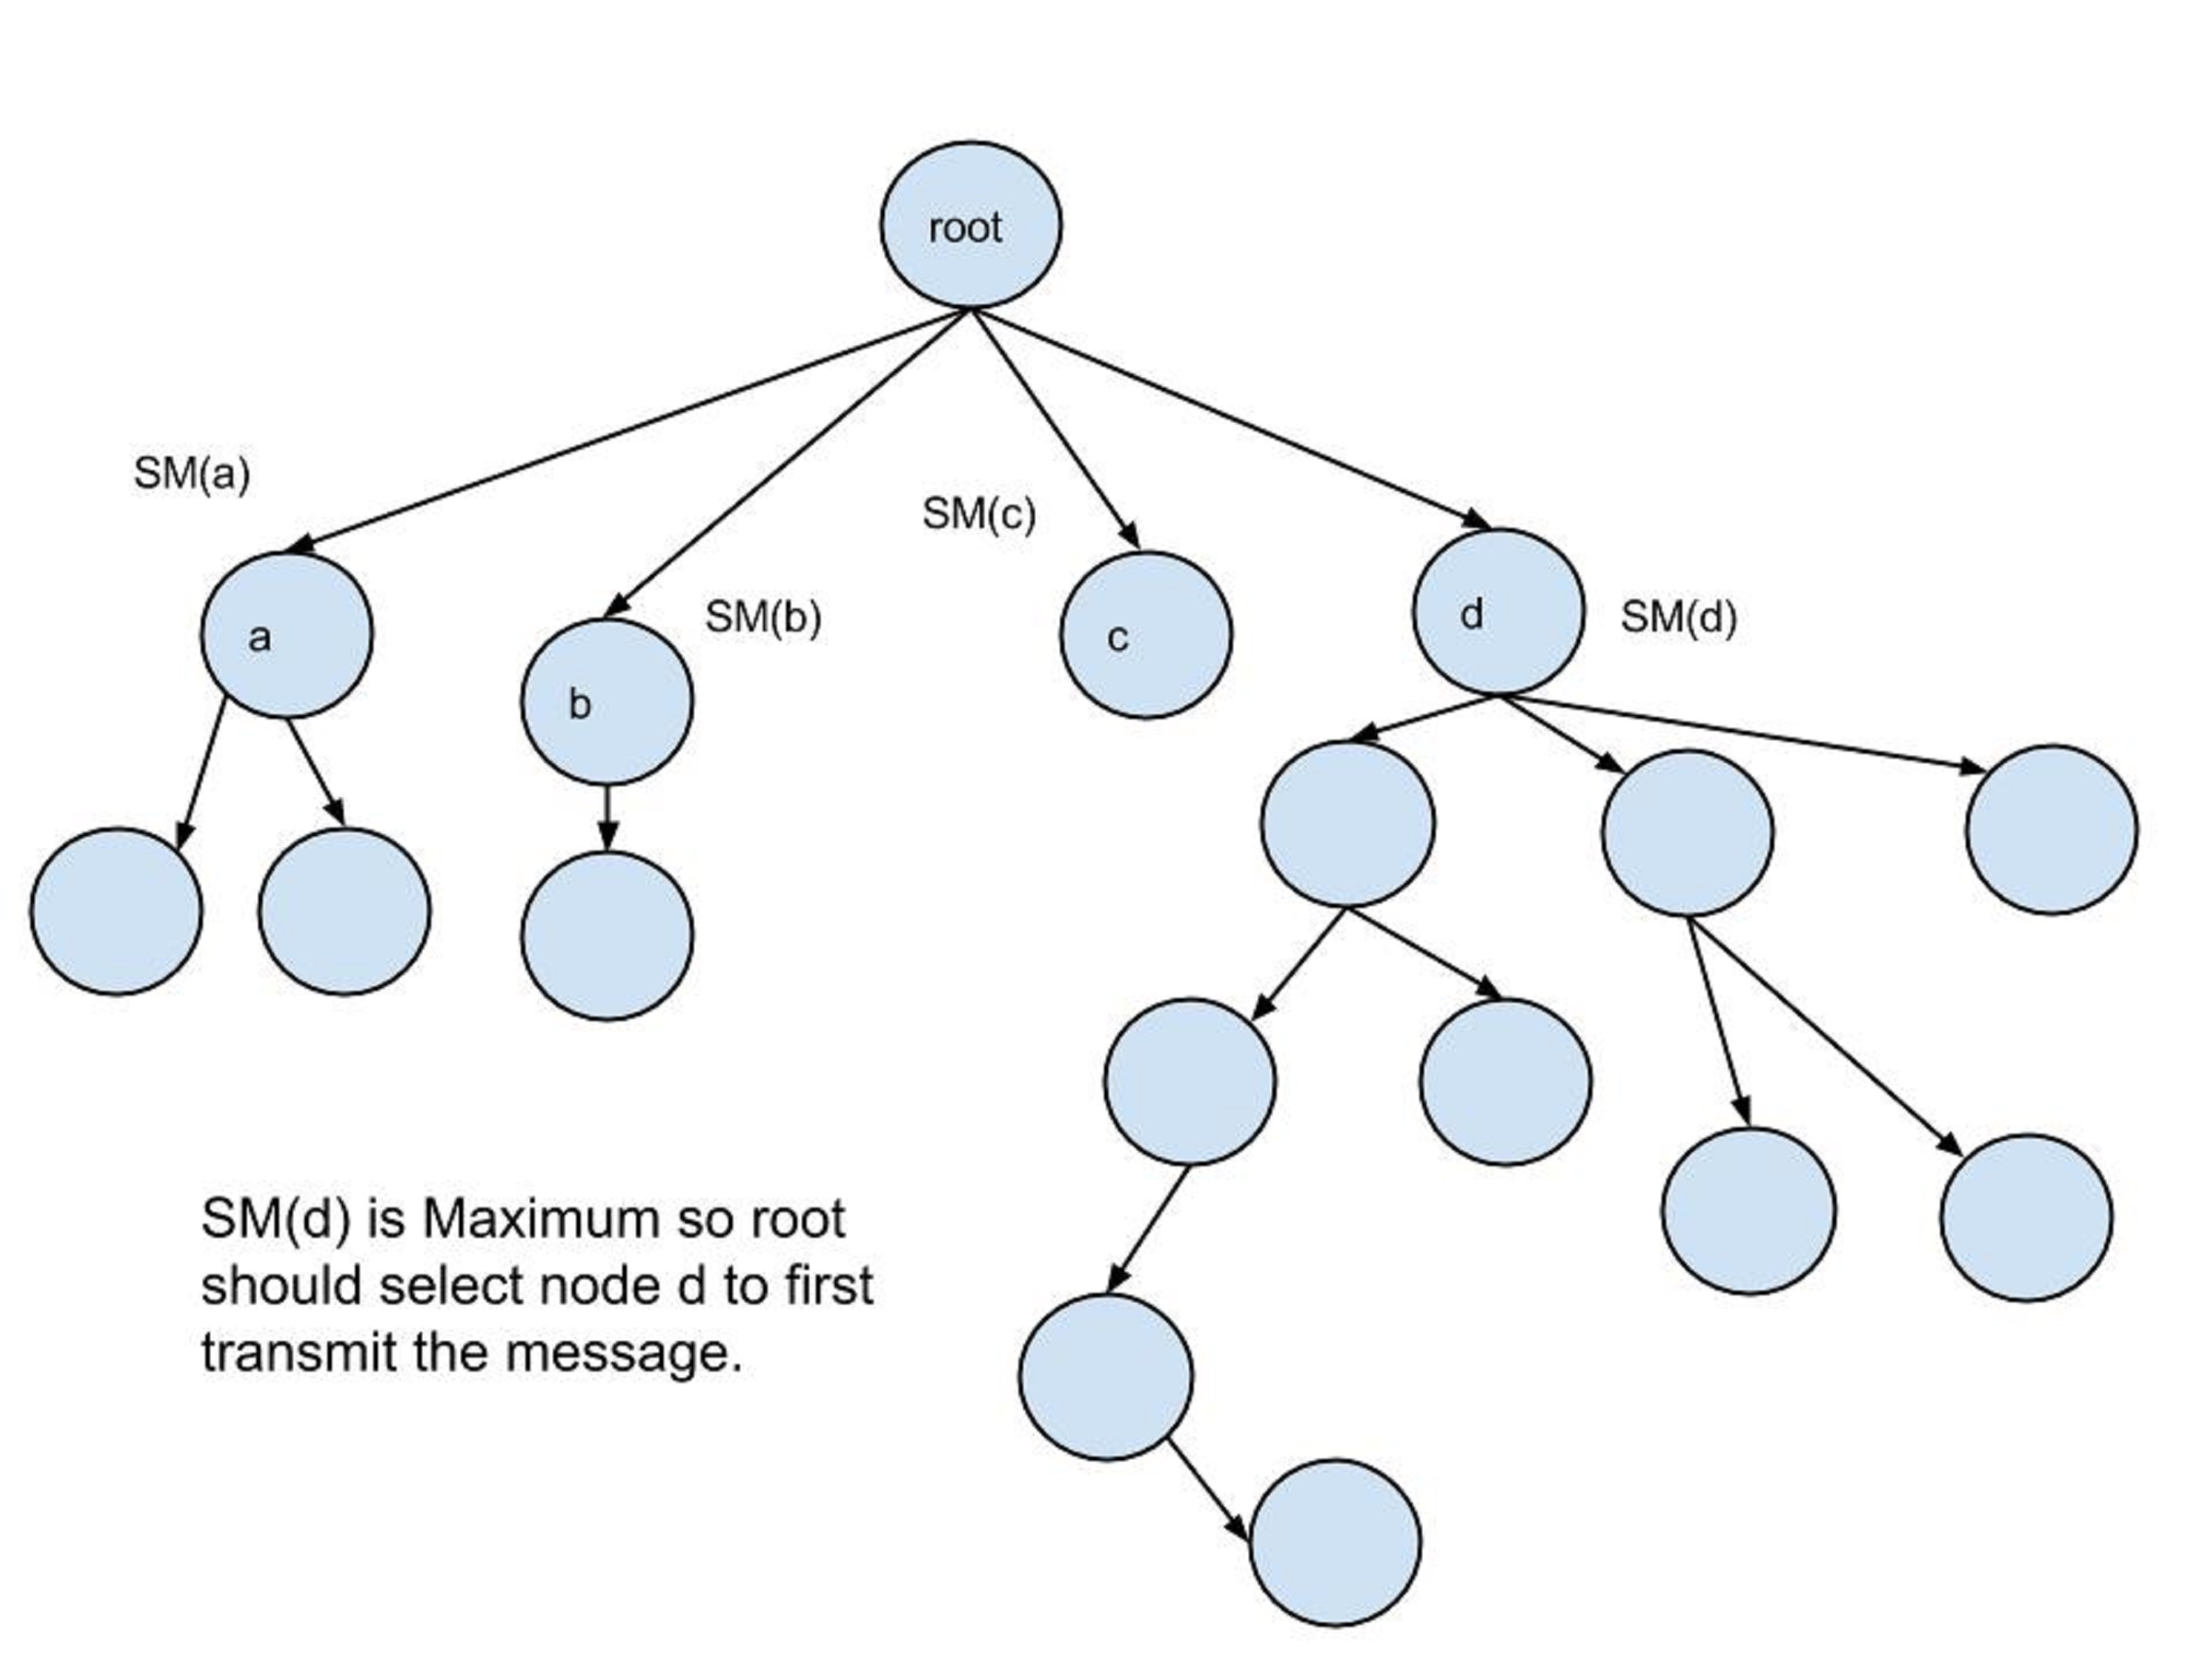 root
SM(a)
SM(c)
SM(b)
SM(d)
a
b
c
d
SM(d) is Maximum so root
should select node d to first
transmit the message.